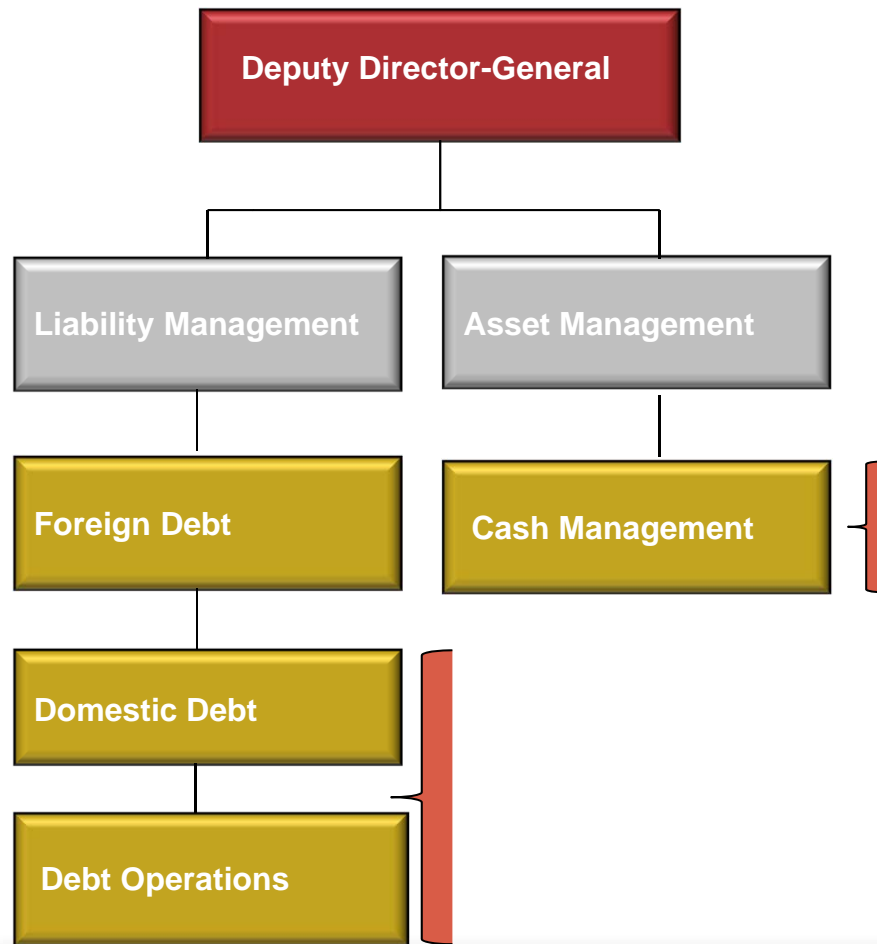 Deputy Director-General
Liability Management
Asset Management
Foreign Debt
Cash Management
Domestic Debt
Debt Operations